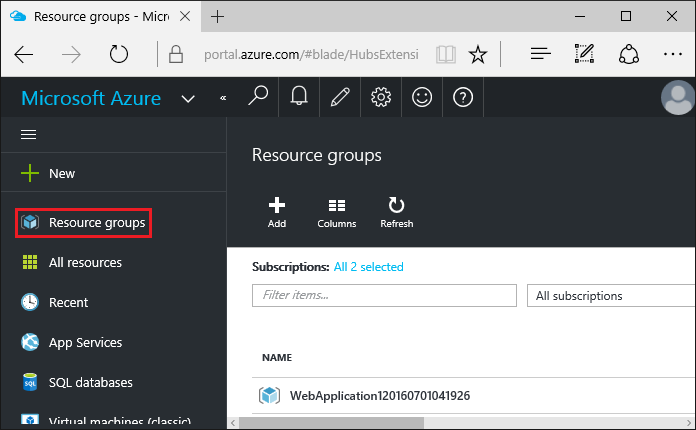 Resource groups - Micro
portal.azure.com/#blade/HubsExtensi
Microsoft Azure
New
Resource groups
All resources
Recent
App Services
SQL databases
Virtual machines (classic)
Resource groups
Add
Columns
Refresh
Subscriptions: All 2 selected
Filter items...
All subscriptions
NAME
WebApplication120160701041926